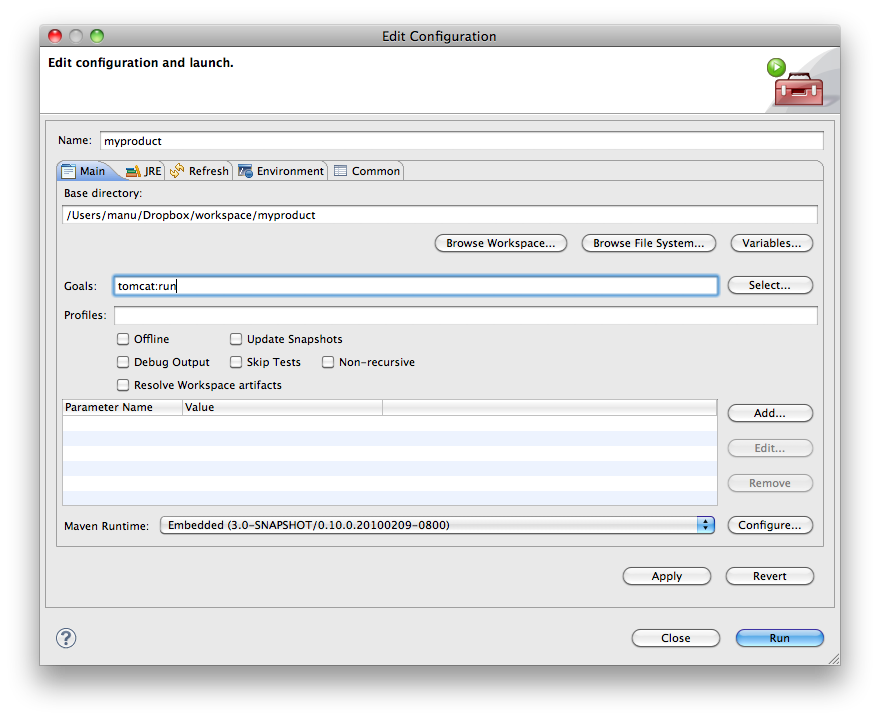 Edit Configuration
Edit configuration and launch.
Name: myproduct
Main JRE Refresh Environment Common
Base directory:
/Users/manu/Dropbox/workspace/myproduct
Browse Workspace... Browse File System... Variables...
Goals: tomcat:run Select...
Profiles:
Offline Update Snapshots
Debug Output Skip Tests Non-recursive
Resolve Workspace artifacts
Parameter Name Value
Add...
Edit...
Remove
Maven Runtime: Embedded (3.0-SNAPSHOT/0.10.0.20100209-0800) Configure...
Apply Revert
? Close Run